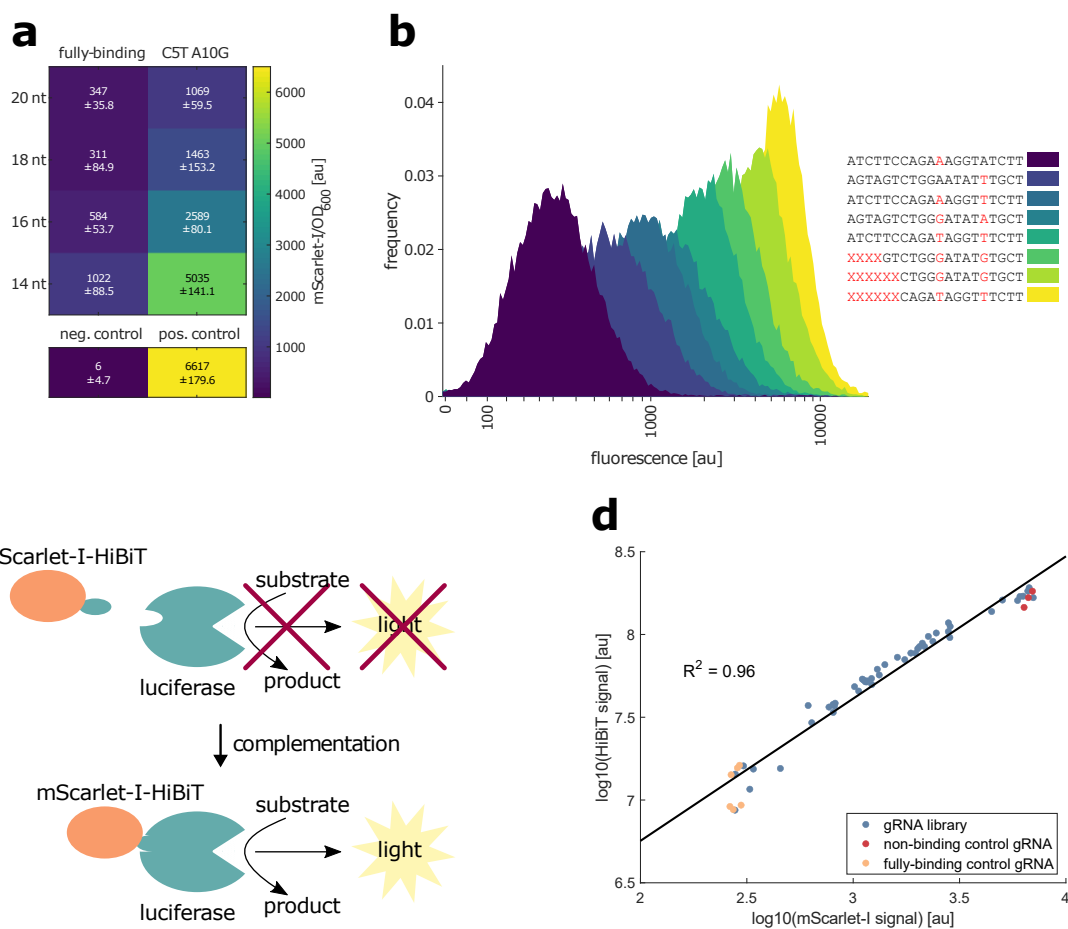 a
fully-binding C5T A10G
20 nt 347 ±35.8 1069 ±59.5
18 nt 311 ±84.9 1463 ±153.2
16 nt 584 ±53.7 2589 ±80.1
14 nt 1022 ±88.5 5035 ±141.1
neg. control pos. control
6 ±4.7 6617 ±179.6
6000
5000
4000
3000
2000
1000
mScarlet-I/OD600 [au]
b
frequency
0.04
0.03
0.02
0.01
0
0 100 1000 10000
fluorescence [au]
ATCTTCCAGAAAGGTATCTT
AGTAGTCTGGAATATTTGCT
ATCTTCCAGAAAGGTTTCTT
AGTAGTCTGGGATATATGCT
ATCTTCCAGATAGGTTTCTT
XXXXGTCTGGGATATGTGCT
XXXXXXCTGGGATATGTGCT
XXXXXXCAGATAGGTTTCTT
Scarlet-I-HiBiT
substrate
light
luciferase
product
complementation
mScarlet-I-HiBiT
substrate
light
product
luciferase
d
log10(HiBiT signal) [au]
8.5
8
7.5
7
6.5
R2 = 0.96
gRNA library
non-binding control gRNA
fully-binding control gRNA
2 2.5 3 3.5 4
log10(mScarlet-I signal) [au]